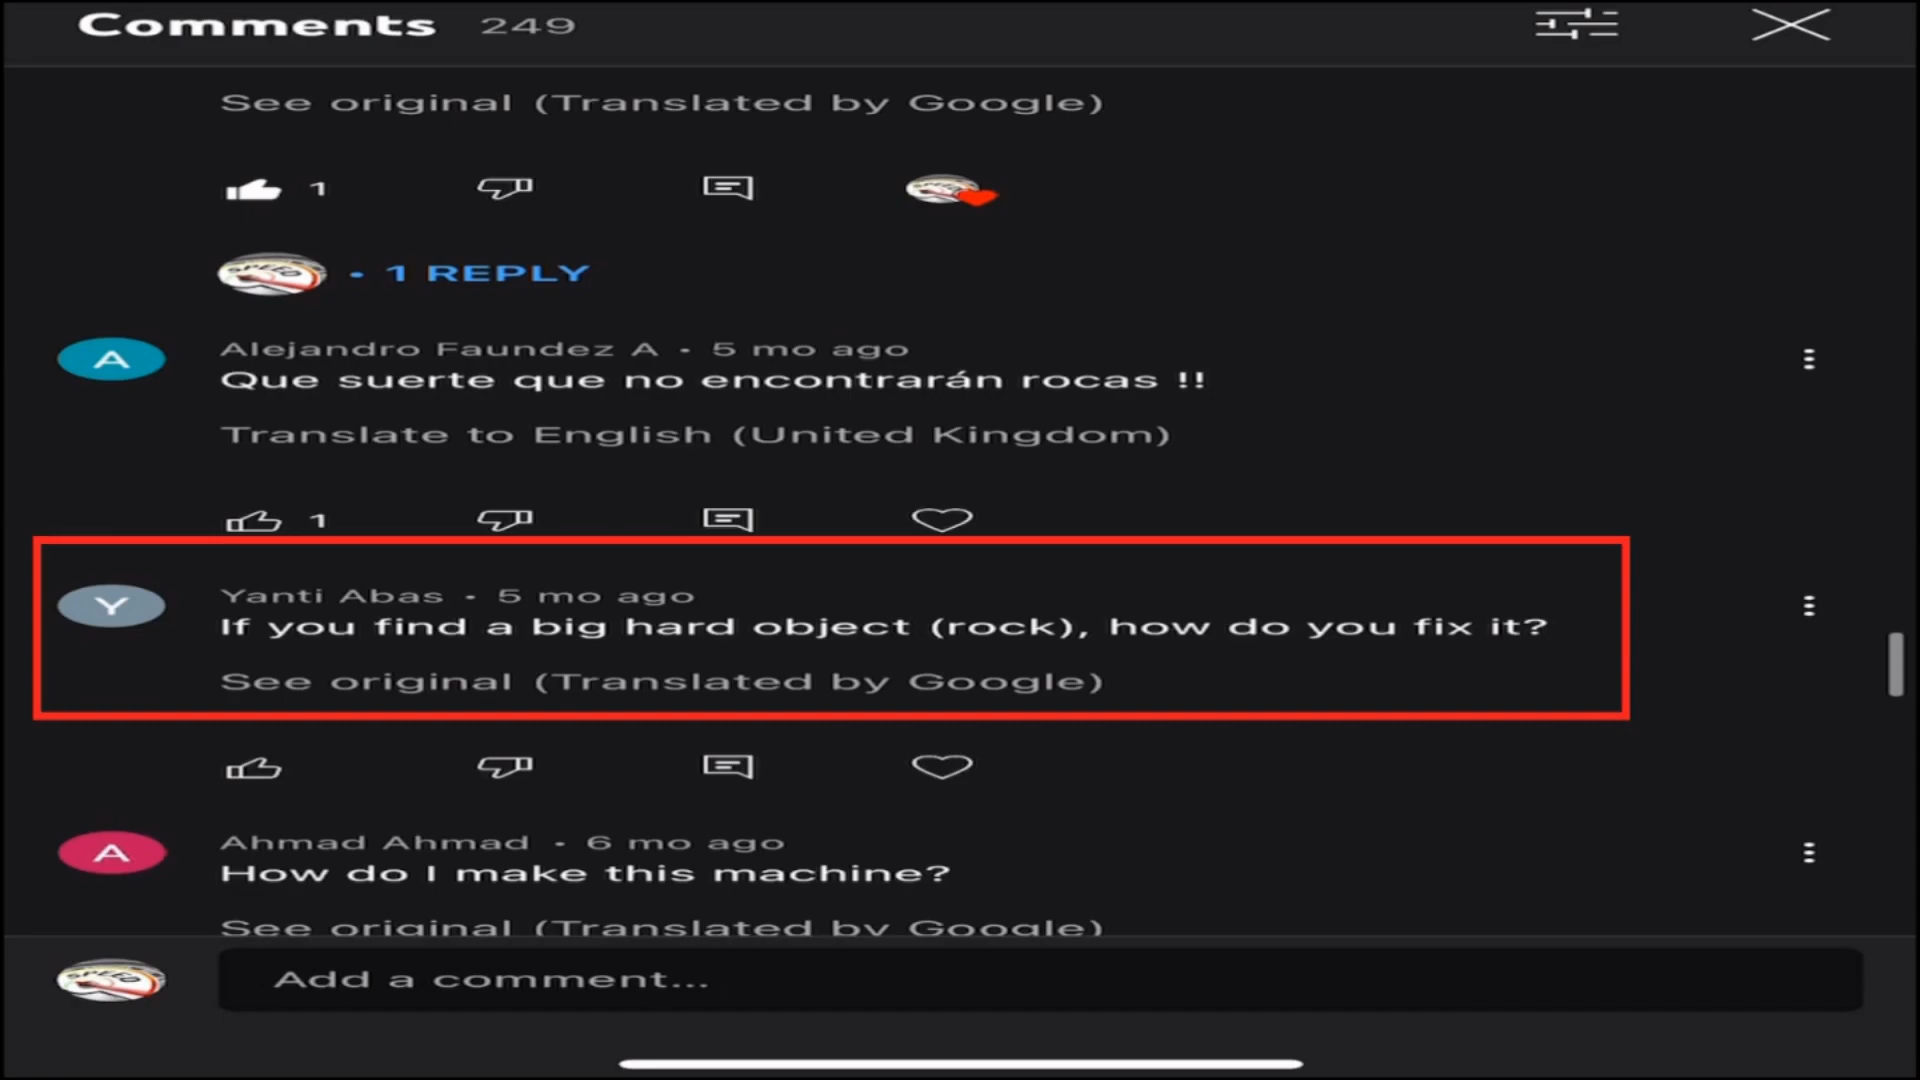 Comments 249
See original (Translated by Google)
1
SPEED
• 1 REPLY
A
Alejandro Faundez A • 5 mo ago
Que suerte que no encontrarán rocas !!
Translate to English (United Kingdom)
1
Y
Yanti Abas • 5 mo ago
If you find a big hard object (rock), how do you fix it?
See original (Translated by Google)
A
Ahmad Ahmad • 6 mo ago
How do I make this machine?
See original (Translated by Google)
SPEED
Add a comment...